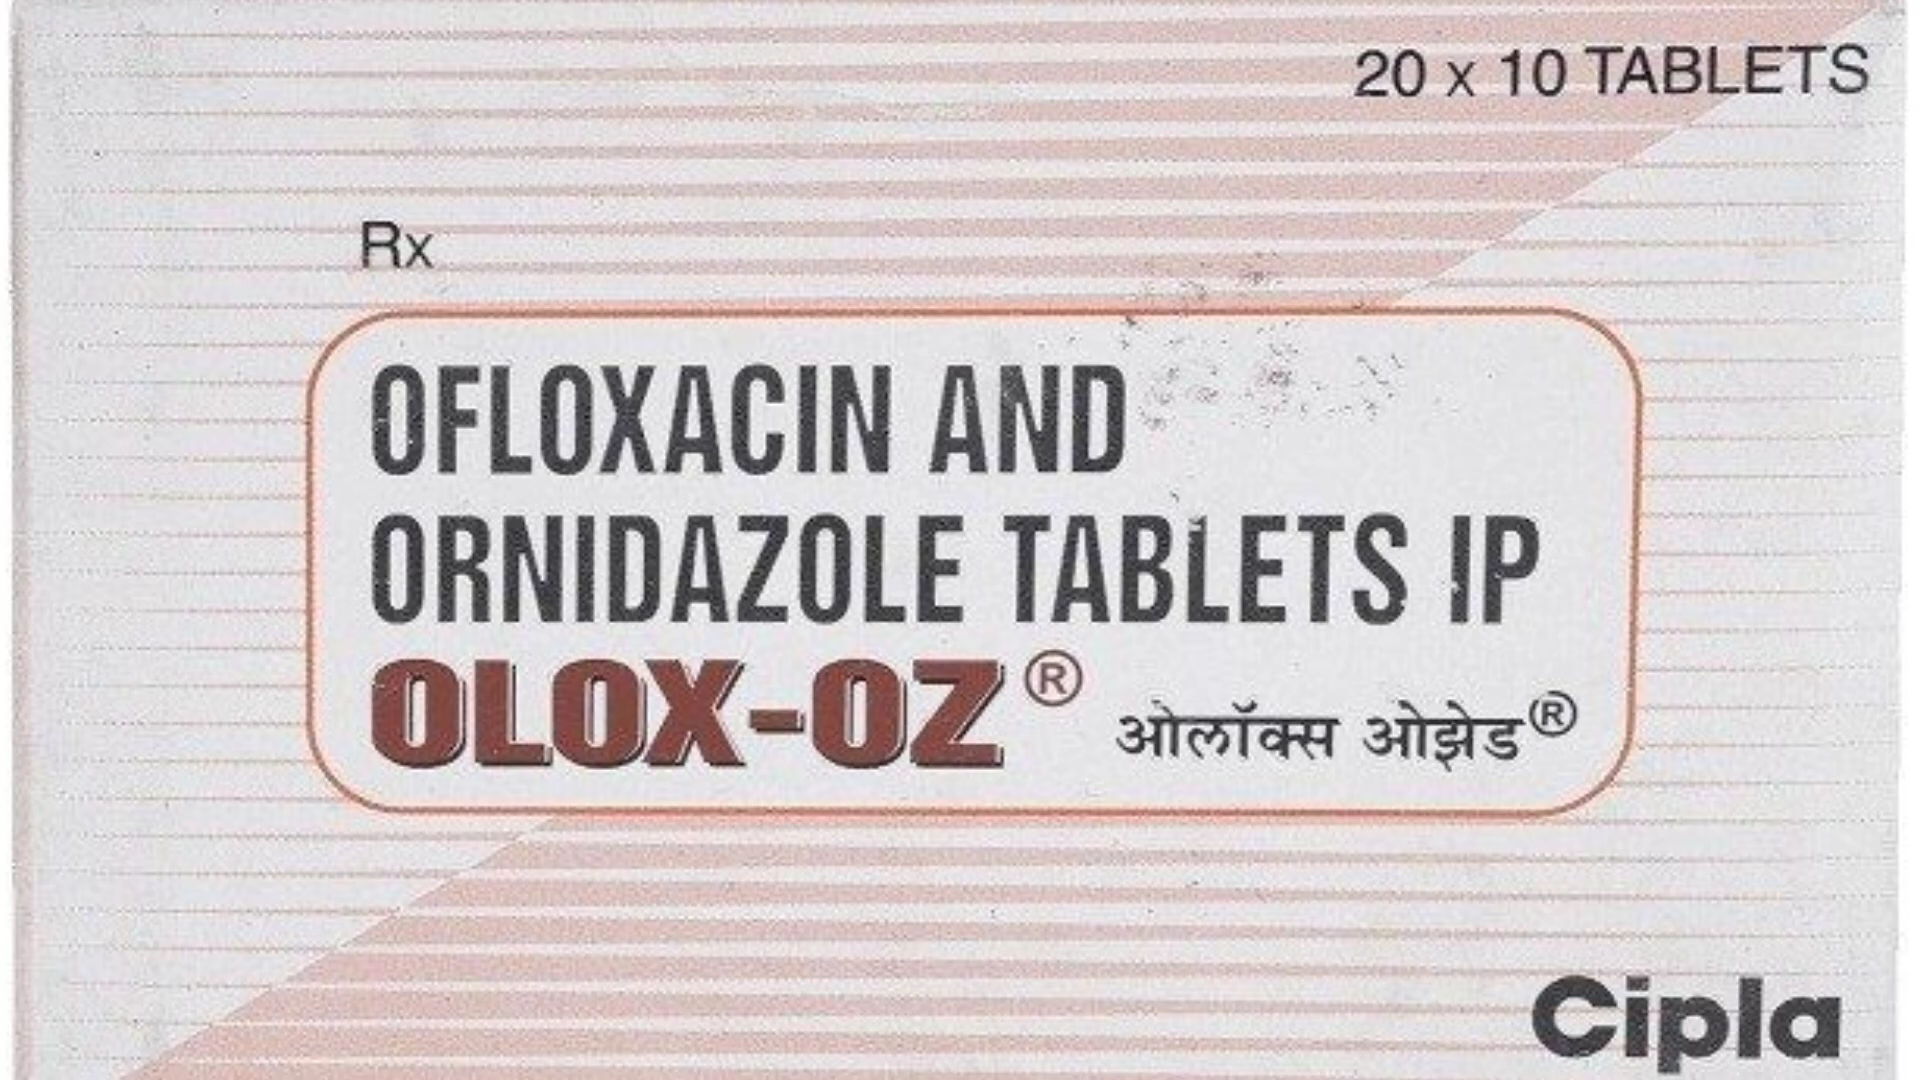 20 x 10 TABLETS
Rx
OFLOXACIN AND
ORNIDAZOLE TABLETS IP
OLOX-OZ® ओलॉक्स ओझेड®
Cipla